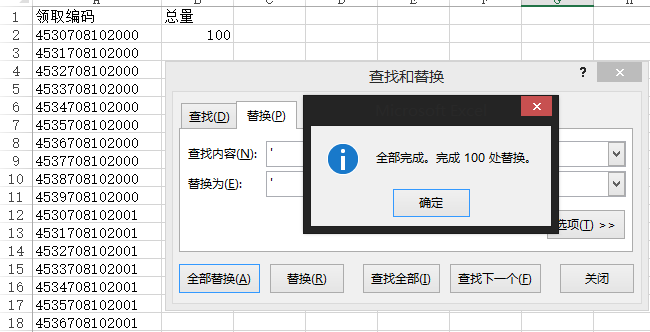 A B C D E F G H
1 领取编码 总量
2 4530708102000 100
3 4531708102000
4 4532708102000
5 4533708102000
6 4534708102000
7 4535708102000
8 4536708102000
9 4537708102000
10 4538708102000
11 4539708102000
12 4530708102001
13 4531708102001
14 4532708102001
15 4533708102001
16 4534708102001
17 4535708102001
18 4536708102001
查找和替换
? ×
查找(D) 替换(P)
查找内容(N): '
替换为(E): '
选项(T) >>
全部替换(A) 替换(R) 查找全部(I) 查找下一个(F) 关闭
×
全部完成。完成 100 处替换。
确定